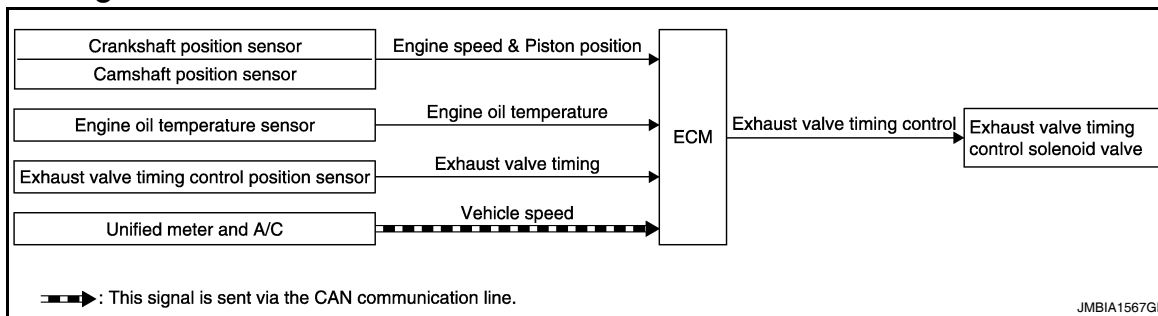 Crankshaft position sensor
Camshaft position sensor
Engine speed & Piston position
Engine oil temperature sensor
Engine oil temperature
Exhaust valve timing control position sensor
Exhaust valve timing
Unified meter and A/C
Vehicle speed
ECM
Exhaust valve timing control
Exhaust valve timing
control solenoid valve
: This signal is sent via the CAN communication line.